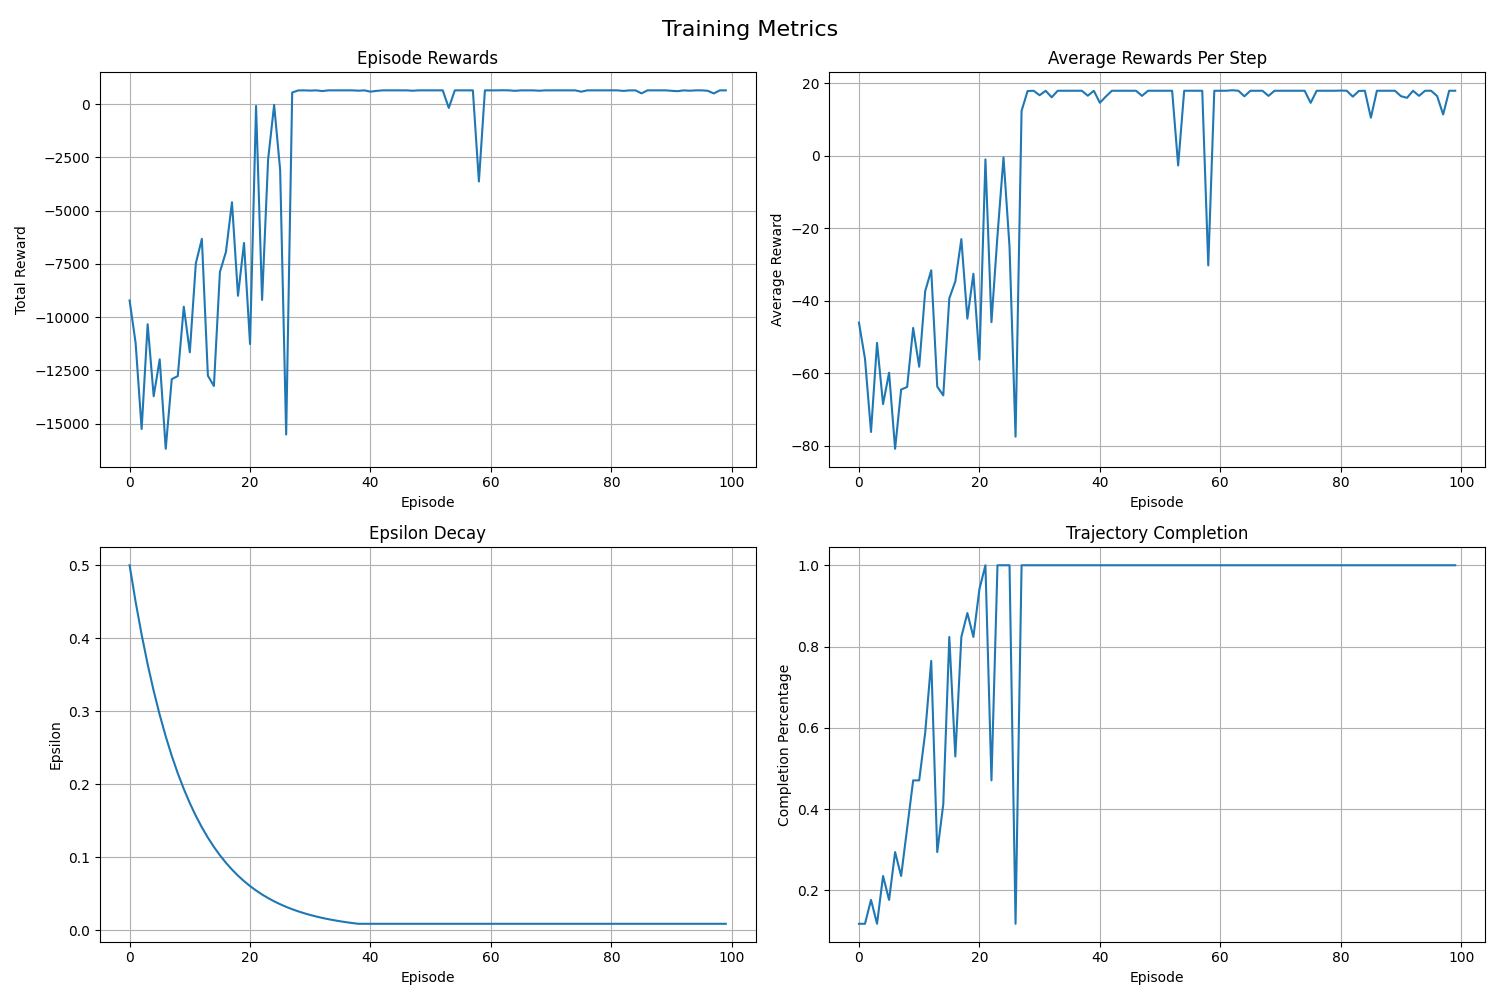 Training Metrics
Episode Rewards
Total Reward
0
−2500
−5000
−7500
−10000
−12500
−15000
0 20 40 60 80 100
Episode
Average Rewards Per Step
Average Reward
20
0
−20
−40
−60
−80
0 20 40 60 80 100
Episode
Epsilon Decay
Epsilon
0.5
0.4
0.3
0.2
0.1
0.0
0 20 40 60 80 100
Episode
Trajectory Completion
Completion Percentage
1.0
0.8
0.6
0.4
0.2
0 20 40 60 80 100
Episode